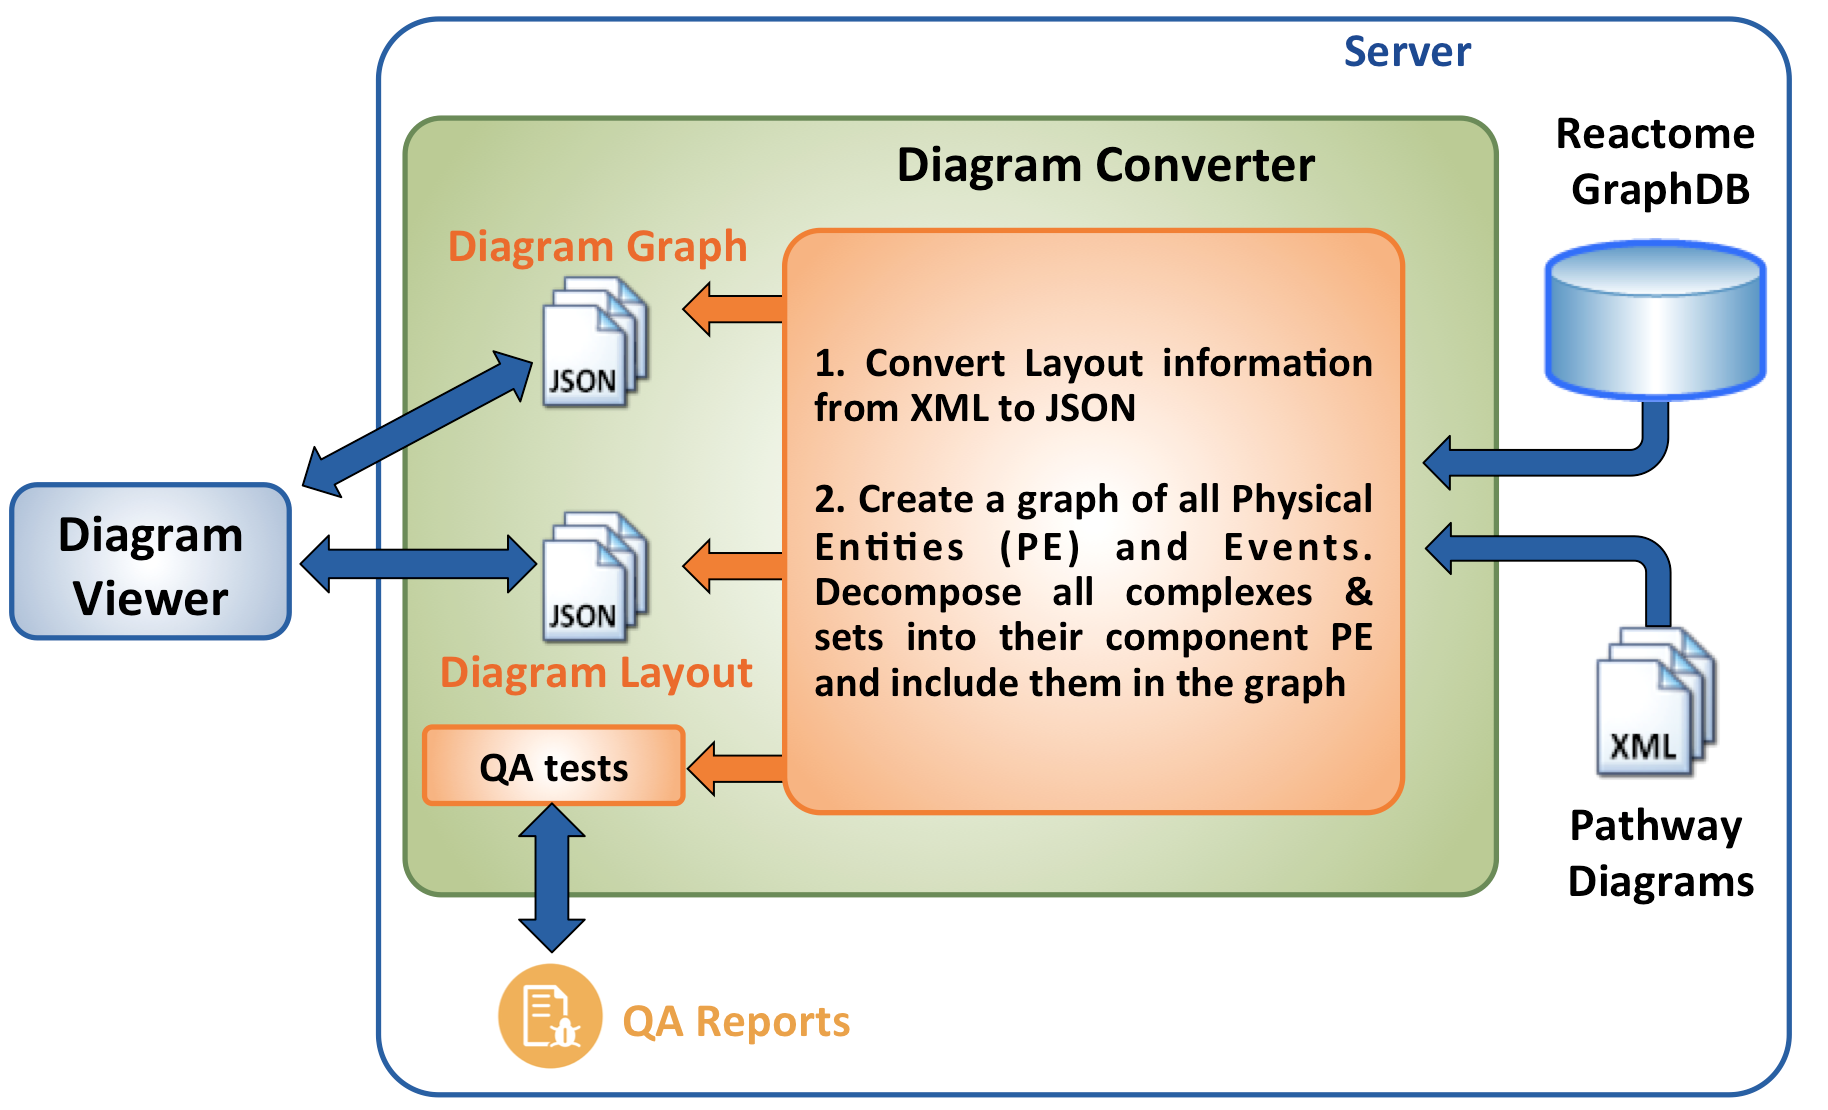 Server
Reactome
GraphDB
Diagram Converter
Diagram Graph
JSON
1. Convert Layout information
from XML to JSON
2. Create a graph of all Physical
Entities (PE) and Events.
Decompose all complexes &
sets into their component PE
and include them in the graph
Diagram
Viewer
JSON
Diagram Layout
QA tests
XML
Pathway
Diagrams
QA Reports